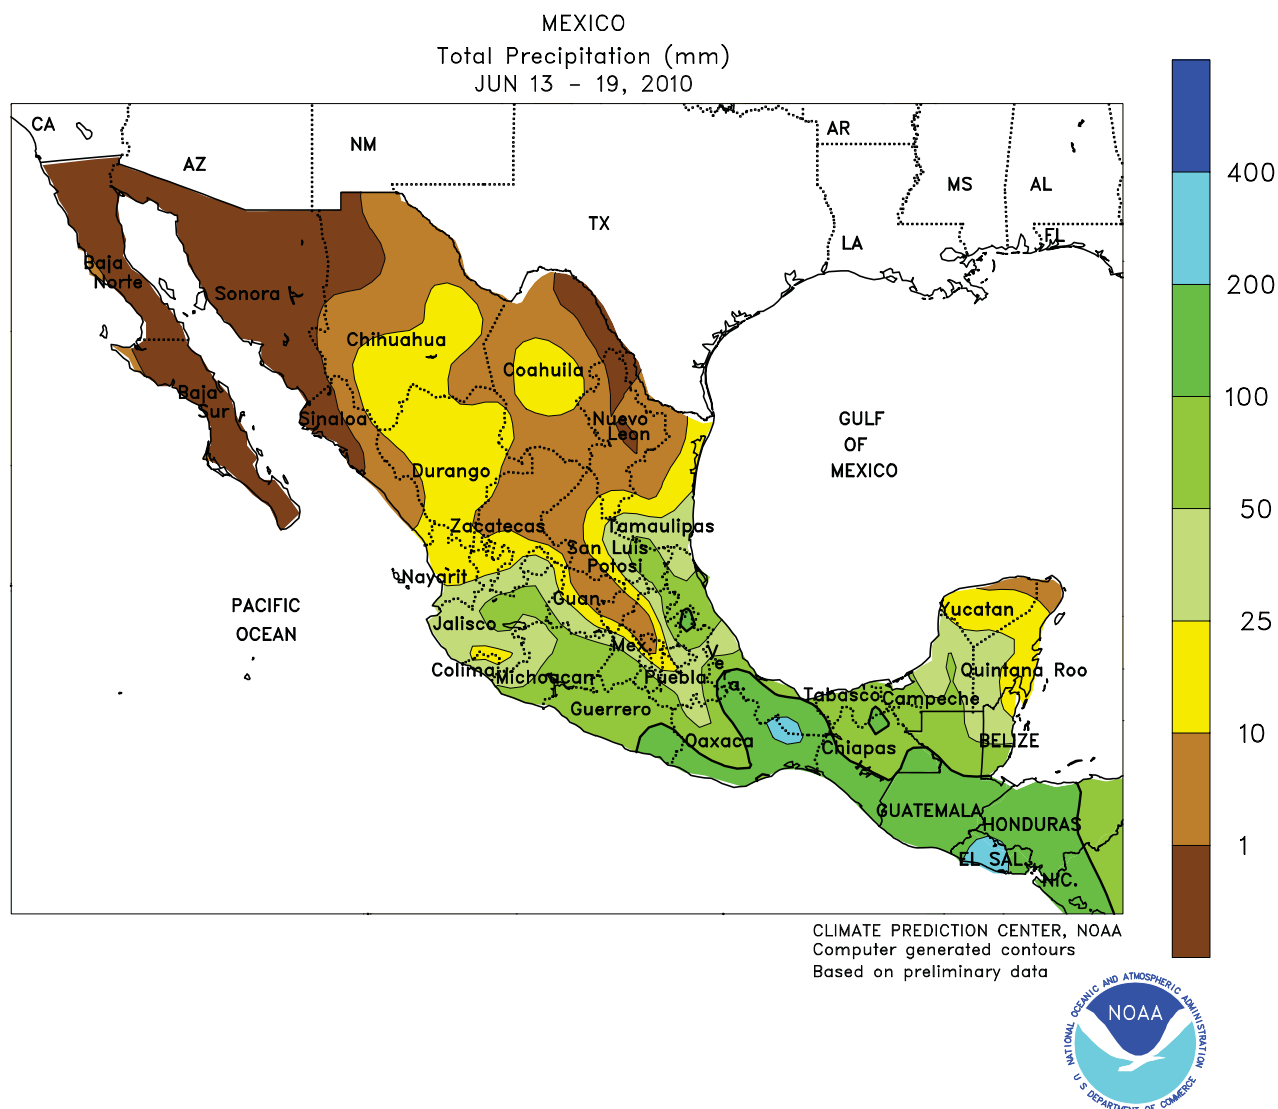 MEXICO
Total Precipitation (mm)
JUN 13 - 19, 2010
CA
AZ
NM
TX
AR
LA
MS
AL
FL
400
200
100
50
25
10
1
Baja
Norte
Sonora
Chihuahua
Coahuila
Baja
Sur
Sinaloa
Nuevo
Leon
Durango
Zacatecas
Tamaulipas
San Luis
Potosi
Nayarit
Guan.
Jalisco
Mex.
Colima
Michoacan
Puebla
Vera.
Guerrero
Oaxaca
Tabasco
Campeche
Chiapas
Yucatan
Quintana Roo
BELIZE
GUATEMALA
HONDURAS
EL SAL.
NIC.
GULF
OF
MEXICO
PACIFIC
OCEAN
CLIMATE PREDICTION CENTER, NOAA
Computer generated contours
Based on preliminary data
NATIONAL OCEANIC AND ATMOSPHERIC ADMINISTRATION
NOAA
U S DEPARTMENT OF COMMERCE